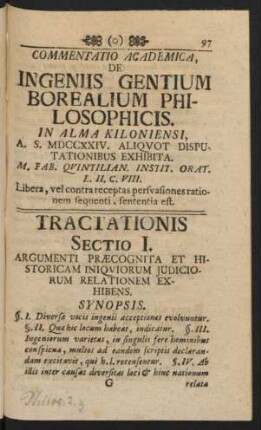 (o) 97
COMMENTATIO ACADEMICA,
DE
INGENIIS GENTIUM
BOREALIUM PHI-
LOSOPHICIS.
IN ALMA KILONIENSI,
A. S. MDCCXXIV. ALIQVOT DISPU-
TATIONIBUS EXHIBITA.
M. FAB. QVINTILIAN. INSTIT. ORAT.
L. II. C. VIII.
Libera, vel contra receptas persvasiones ratio-
nem sequenti, sententia est.
TRACTATIONIS
SECTIO I.
ARGUMENTI PRÆCOGNITA ET HI-
STORICAM INIQVIORUM JUDICIO-
RUM RELATIONEM EX-
HIBENS.
SYNOPSIS.
§. I. Diversæ vocis ingenii acceptiones evolvuntur.
§. II. Quæ hic locum habeat, indicatur. §. III.
Ingeniorum varietas, in singulis fere hominibus
conspicua, multos ad eandem scriptis declaran-
dam excitavit, qui h. l. recensentur. §. IV. Ab
illis inter causas diversitas loci & hinc nationum
G relata